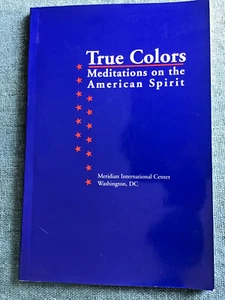 True Colors
Meditations on the
American Spirit
Meridian International Center
Washington, DC